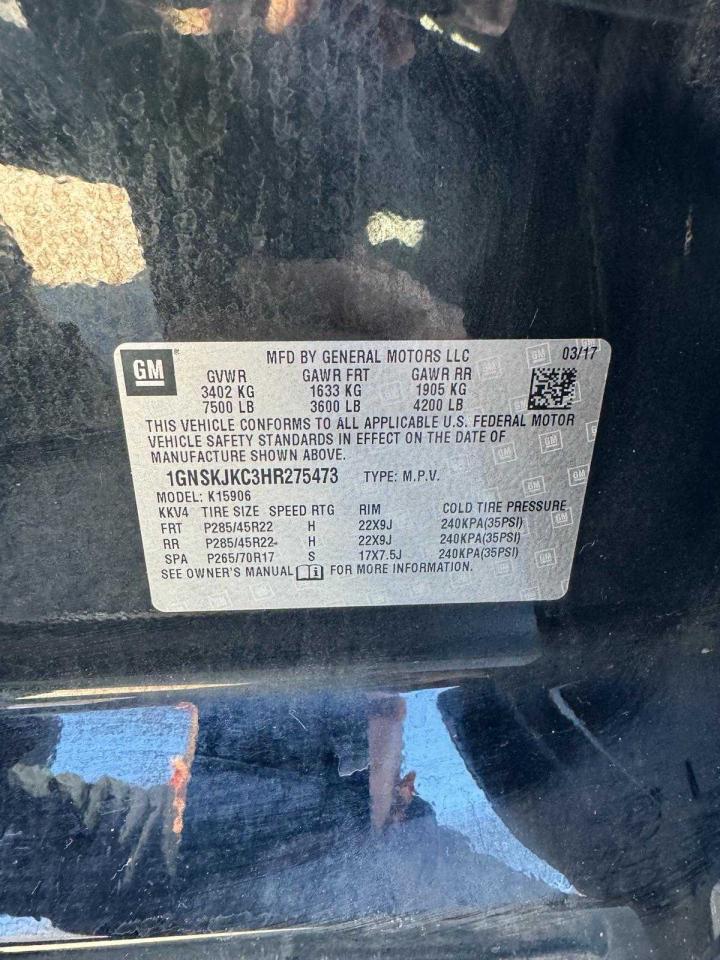 GM
MFD BY GENERAL MOTORS LLC 03/17
GVWR GAWR FRT GAWR RR
3402 KG 1633 KG 1905 KG
7500 LB 3600 LB 4200 LB
THIS VEHICLE CONFORMS TO ALL APPLICABLE U.S. FEDERAL MOTOR
VEHICLE SAFETY STANDARDS IN EFFECT ON THE DATE OF
MANUFACTURE SHOWN ABOVE.
1GNSKJKC3HR275473 TYPE: M.P.V.
MODEL: K15906
KKV4 TIRE SIZE SPEED RTG RIM COLD TIRE PRESSURE
FRT P285/45R22 H 22X9J 240KPA(35PSI)
RR P285/45R22 H 22X9J 240KPA(35PSI)
SPA P265/70R17 S 17X7.5J 240KPA(35PSI)
SEE OWNER'S MANUAL FOR MORE INFORMATION.